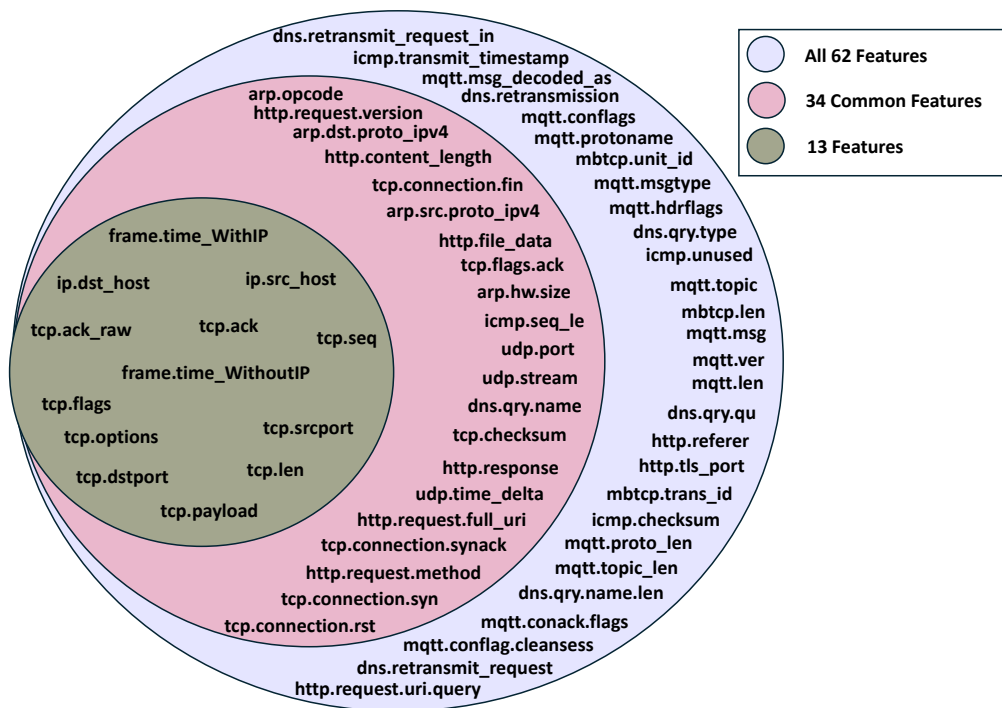 dns.retransmit_request_in
icmp.transmit_timestamp
mqtt.msg_decoded_as
dns.retransmission
mqtt.conflags
mqtt.protoname
mbtcp.unit_id
mqtt.msgtype
mqtt.hdrflags
dns.qry.type
icmp.unused
mqtt.topic
mbtcp.len
mqtt.msg
mqtt.ver
mqtt.len
dns.qry.qu
http.referer
http.tls_port
mbtcp.trans_id
icmp.checksum
mqtt.proto_len
mqtt.topic_len
dns.qry.name.len
mqtt.conack.flags
mqtt.conflag.cleansess
dns.retransmit_request
http.request.uri.query
arp.opcode
http.request.version
arp.dst.proto_ipv4
http.content_length
tcp.connection.fin
arp.src.proto_ipv4
http.file_data
tcp.flags.ack
arp.hw.size
icmp.seq_le
udp.port
udp.stream
dns.qry.name
tcp.checksum
http.response
udp.time_delta
http.request.full_uri
tcp.connection.synack
http.request.method
tcp.connection.syn
tcp.connection.rst
frame.time_WithIP
ip.dst_host
ip.src_host
tcp.ack_raw
tcp.ack
tcp.seq
frame.time_WithoutIP
tcp.flags
tcp.options
tcp.srcport
tcp.dstport
tcp.len
tcp.payload
All 62 Features
34 Common Features
13 Features